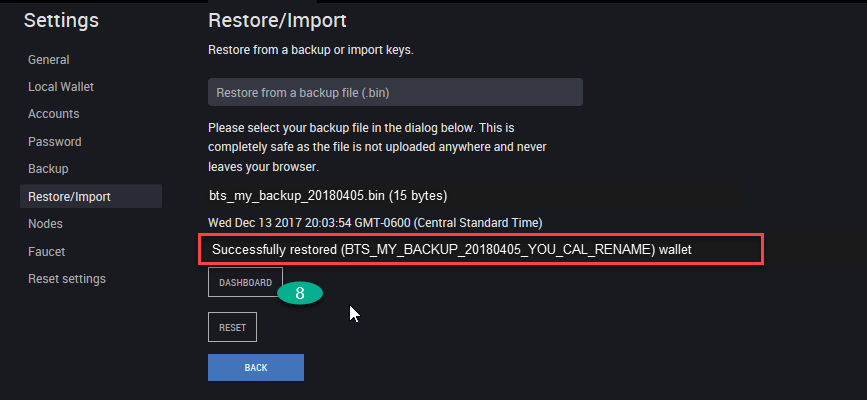 Settings
General
Local Wallet
Accounts
Password
Backup
Restore/Import
Nodes
Faucet
Reset settings
Restore/Import
Restore from a backup or import keys.
Restore from a backup file (.bin)
Please select your backup file in the dialog below. This is
completely safe as the file is not uploaded anywhere and never
leaves your browser.
bts_my_backup_20180405.bin (15 bytes)
Wed Dec 13 2017 20:03:54 GMT-0600 (Central Standard Time)
Successfully restored (BTS_MY_BACKUP_20180405_YOU_CAL_RENAME) wallet
DASHBOARD
8
RESET
BACK